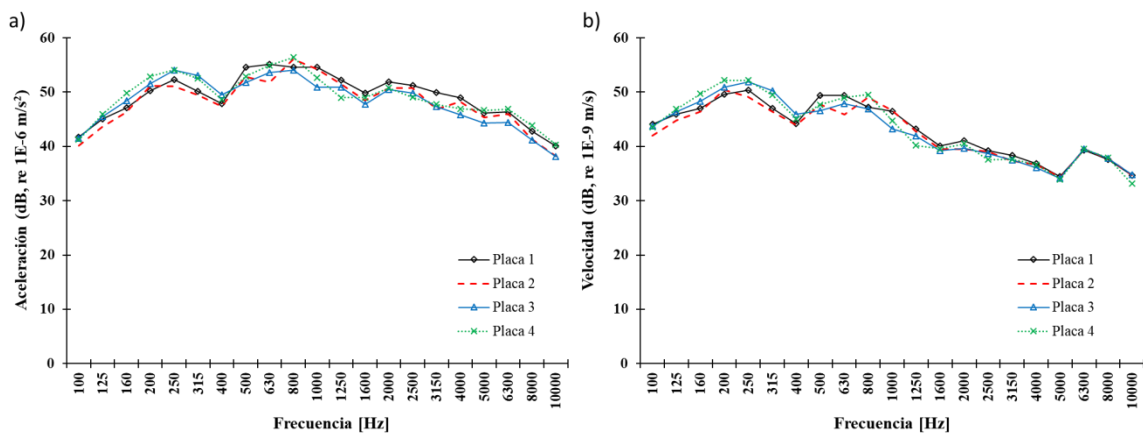 a)
Aceleración (dB, re 1E-6 m/s²)
60
50
40
30
20
10
0
Placa 1
Placa 2
Placa 3
Placa 4
100 125 160 200 250 315 400 500 630 800 1000 1250 1600 20000 2500 3150 4000 5000 6300 8000 10000
Frecuencia [Hz]
b)
Velocidad (dB, re 1E-9 m/s)
60
50
40
30
20
10
0
Placa 1
Placa 2
Placa 3
Placa 4
100 125 160 200 250 315 400 500 630 800 1000 1250 1600 20000 2500 3150 4000 5000 6300 8000 10000
Frecuencia [Hz]